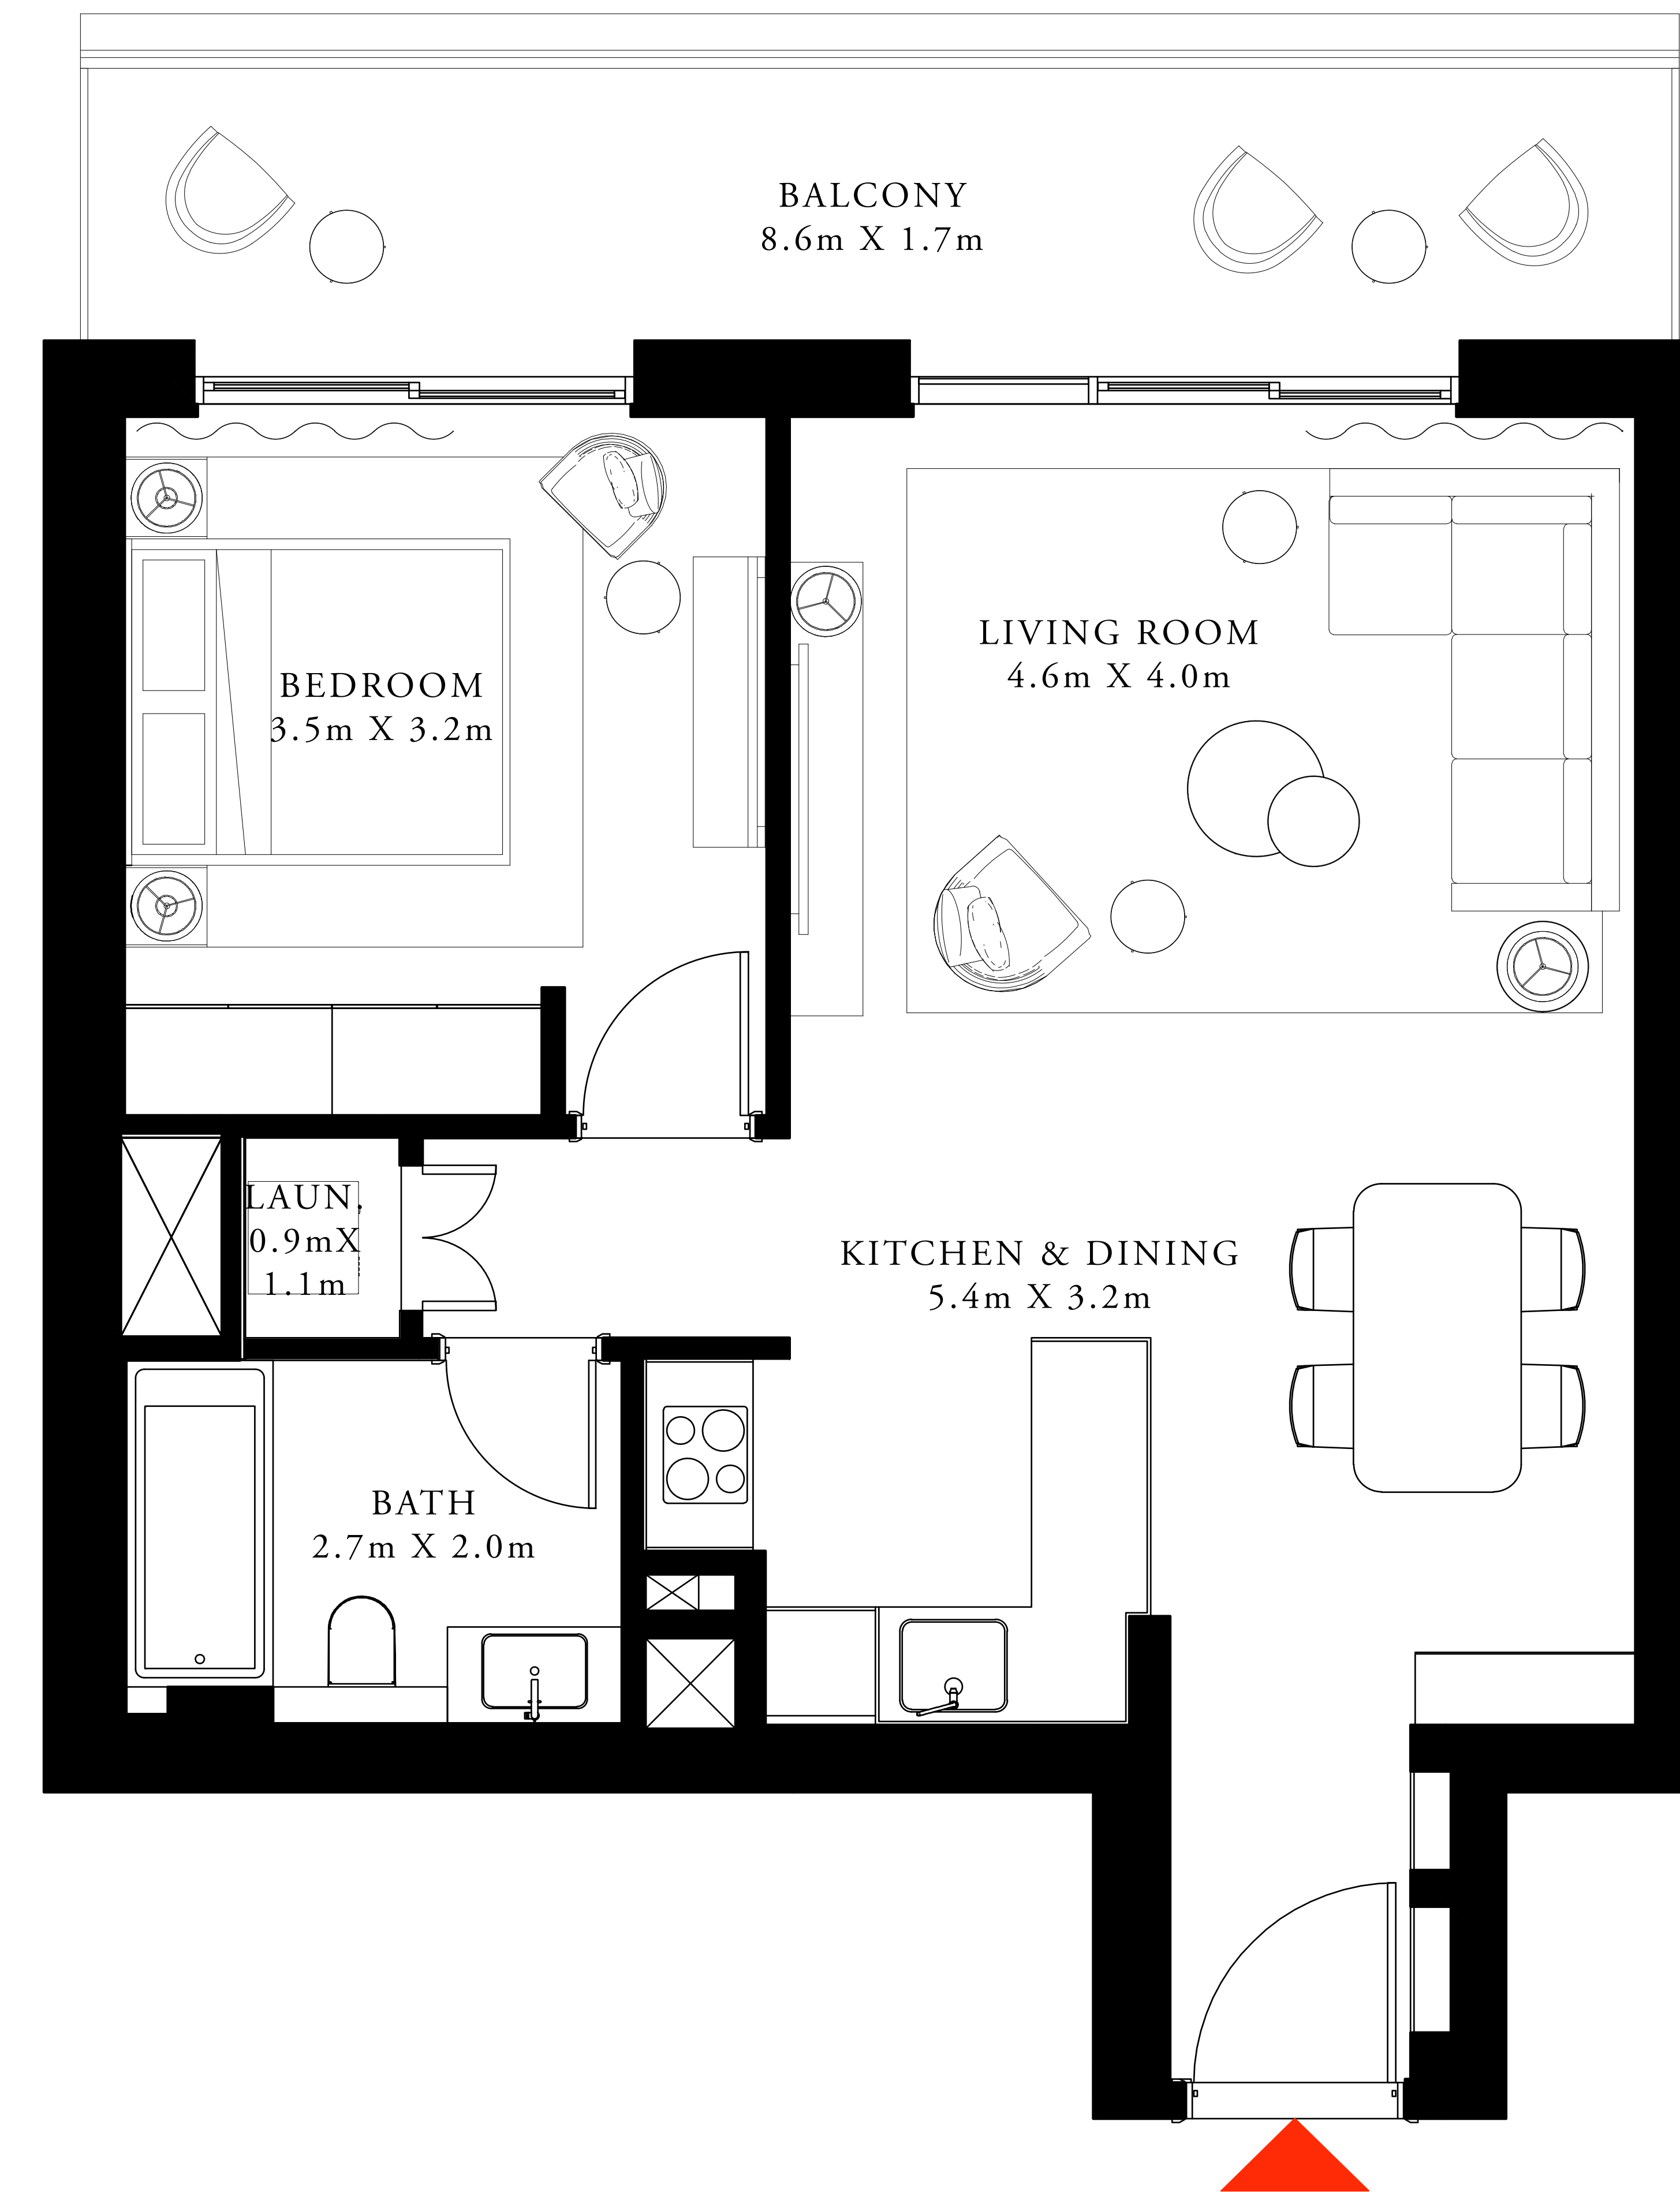 BALCONY
8.6m X 1.7m
LIVING ROOM
4.6m X 4.0m
BEDROOM
3.5m X 3.2m
LAUN.
0.9mX
1.1m
KITCHEN & DINING
5.4m X 3.2m
BATH
2.7m X 2.0m